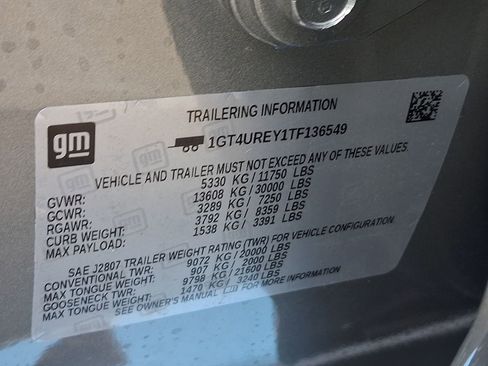 TRAILERING INFORMATION
gm
1GT4UREY1TF136549
VEHICLE AND TRAILER MUST NOT EXCEED ANY OF THESE VALUES:
GVWR: 5330 KG / 11750 LBS
GCWR: 13608 KG / 30000 LBS
RGAWR: 3289 KG / 7250 LBS
CURB WEIGHT: 3792 KG / 8359 LBS
MAX PAYLOAD: 1538 KG / 3391 LBS
SAE J2807 TRAILER WEIGHT RATING (TWR) FOR VEHICLE CONFIGURATION.
CONVENTIONAL TWR: 9072 KG / 20000 LBS
MAX TONGUE WEIGHT: 907 KG / 2000 LBS
GOOSENECK TWR: 9798 KG / 21600 LBS
MAX TONGUE WEIGHT: 1470 KG / 3240 LBS
SEE OWNER'S MANUAL FOR MORE INFORMATION